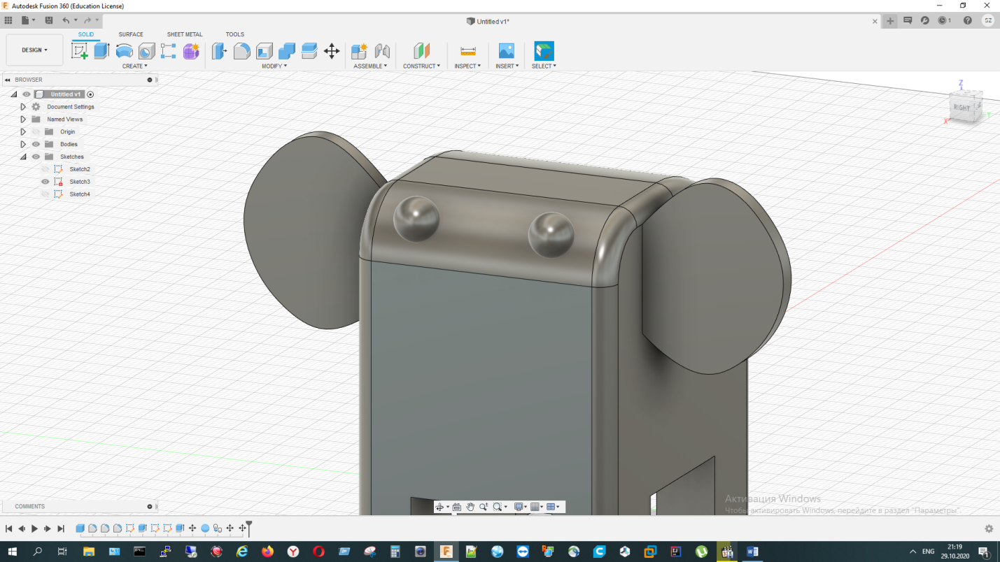 Autodesk Fusion 360 (Education License)
Untitled v1*
1
SZ
DESIGN
SOLID
SURFACE
SHEET METAL
TOOLS
CREATE
MODIFY
ASSEMBLE
CONSTRUCT
INSPECT
INSERT
SELECT
BROWSER
Untitled v1
Document Settings
Named Views
Origin
Bodies
Sketches
Sketch2
Sketch3
Sketch4
Z
RIGHT
X
Y
Активация Windows
Чтобы активировать Windows, перейдите в раздел "Параметры".
COMMENTS
ENG
21:19
29.10.2020